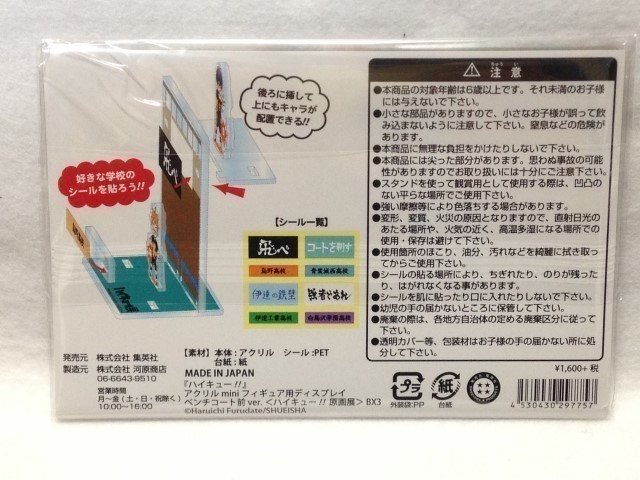 後ろに挿して
上にもキャラが
配置できる!!
好きな学校の
シールを貼ろう!!
飛べ
【シール一覧】
飛べ
コートを制す
烏野高校
青葉城西高校
伊達の鉄壁
強者であれ
伊達工業高校
白鳥沢学園高校
⚠ 注意
ちゅう い
●本商品の対象年齢は6歳以上です。それ未満のお子様
には与えないで下さい。
●小さな部品がありますので、小さなお子様が誤って飲
み込まないように注意して下さい。窒息などの危険が
あります。
●本商品に無理な負担をかけたりしないで下さい。
●本商品には尖った部分があります。思わぬ事故の可能
性がありますのでお取り扱いには十分にご注意下さい。
●スタンドを使って観賞用として使用する際は、凹凸の
ない平らな場所でご使用下さい。
●強い摩擦等により色落ちする場合があります。
●変形、変質、火災の原因となりますので、直射日光の
あたる場所や、火気の近く、高温多湿になる場所での
使用・保存は避けて下さい。
●使用箇所のほこり、油分、汚れなどを綺麗に拭き取っ
てからご使用下さい。
●シールの貼る場所により、ちぎれたり、のりが残った
り、はがれなくなる事があります。
●シールを肌に貼ったり口に入れたりしないで下さい。
●幼児の手の届かないところに保管して下さい。
●廃棄の際は、各地方自治体の定める廃棄区分に従っ
て下さい。
●透明カバー等、包装材はお子様の手の届かない所に処
分して下さい。
¥1,600+税
発売元 株式会社 集英社
製造元 株式会社 河原商店
06-6643-9510
営業時間
月〜金(土・日・祝除く)
10:00〜16:00
【素材】本体:アクリル シール:PET
台紙:紙
MADE IN JAPAN
『ハイキュー!!』
アクリル mini フィギュア用ディスプレイ
ベンチコート前 ver. <ハイキュー!! 原画展> BX3
©Haruichi Furudate/SHUEISHA
プラ
外装袋:PP
紙
台紙
4530430297757